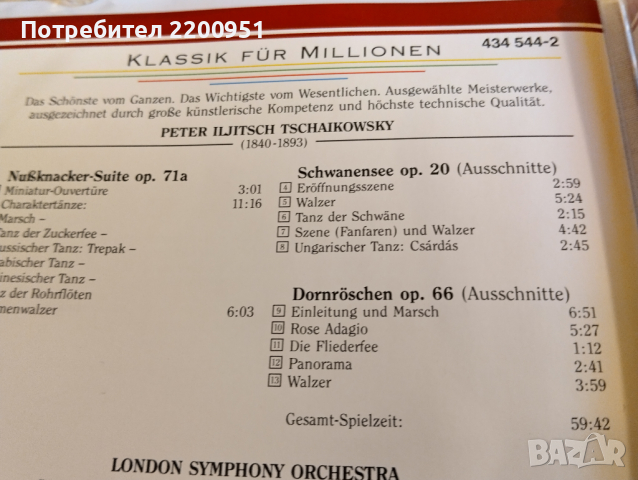 Потребител 2200951
KLASSIK FÜR MILLIONEN
434 544-2
Das Schönste vom Ganzen. Das Wichtigste vom Wesentlichen. Ausgewählte Meisterwerke,
ausgezeichnet durch große künstlerische Kompetenz und höchste technische Qualität.
PETER ILJITSCH TSCHAIKOWSKY
(1840-1893)
Nußknacker-Suite op. 71a
Miniatur-Ouvertüre 3:01
Charaktertänze: 11:16
Marsch –
anz der Zuckerfee –
ussischer Tanz: Trepak –
abischer Tanz –
inesischer Tanz –
z der Rohrflöten
menwalzer 6:03
Schwanensee op. 20 (Ausschnitte)
4 Eröffnungsszene 2:59
5 Walzer 5:24
6 Tanz der Schwäne 2:15
7 Szene (Fanfaren) und Walzer 4:42
8 Ungarischer Tanz: Csárdás 2:45
Dornröschen op. 66 (Ausschnitte)
9 Einleitung und Marsch 6:51
10 Rose Adagio 5:27
11 Die Fliederfee 1:12
12 Panorama 2:41
13 Walzer 3:59
Gesamt-Spielzeit: 59:42
LONDON SYMPHONY ORCHESTRA
BAZAR